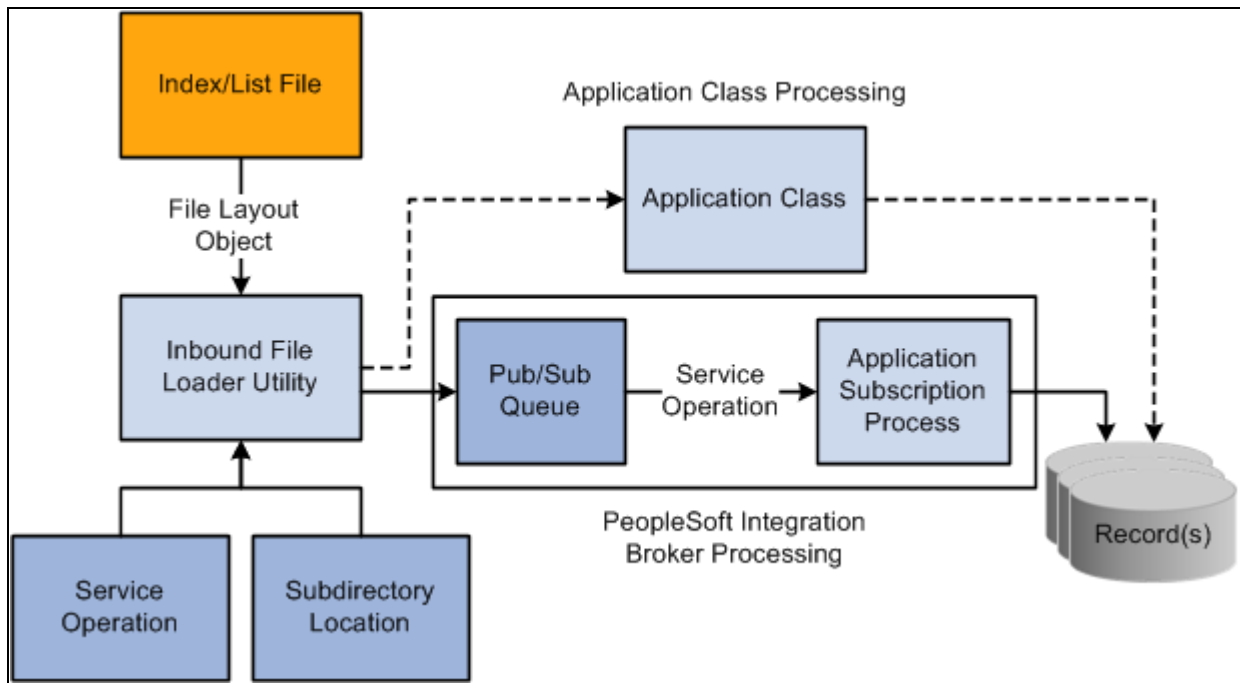 Index/List File
Application Class Processing
Application Class
File Layout
Object
Inbound File
Loader Utility
Pub/Sub
Queue
Service
Operation
Application
Subscription
Process
PeopleSoft Integration
Broker Processing
Record(s)
Service
Operation
Subdirectory
Location